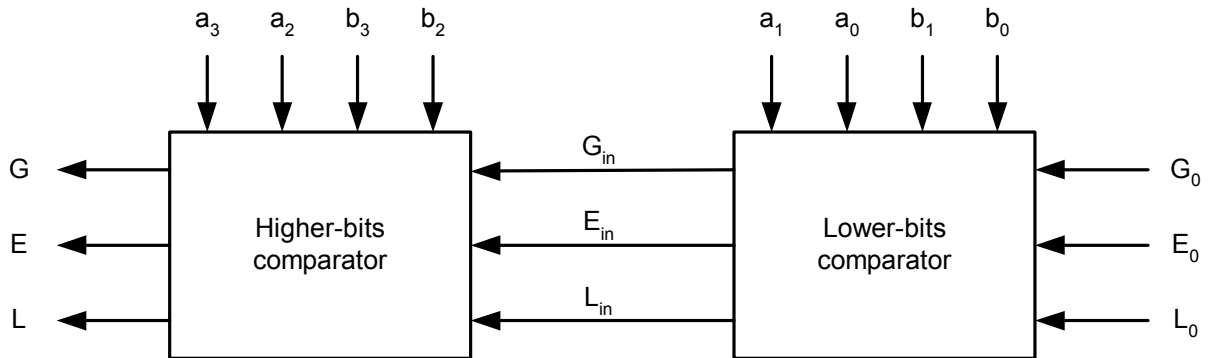 a₃ a₂ b₃ b₂ a₁ a₀ b₁ b₀
G Gᵢₙ G₀
Higher-bits comparator
Lower-bits comparator
E Eᵢₙ E₀
L Lᵢₙ L₀